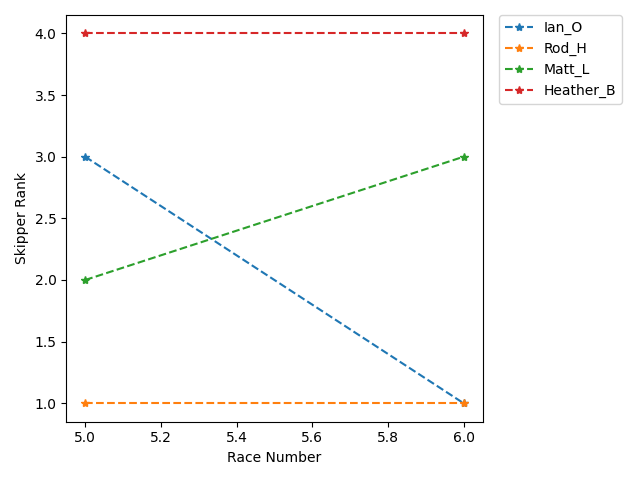 4.0
3.5
3.0
2.5
2.0
1.5
1.0
Skipper Rank
5.0 5.2 5.4 5.6 5.8 6.0
Race Number
Ian_O
Rod_H
Matt_L
Heather_B